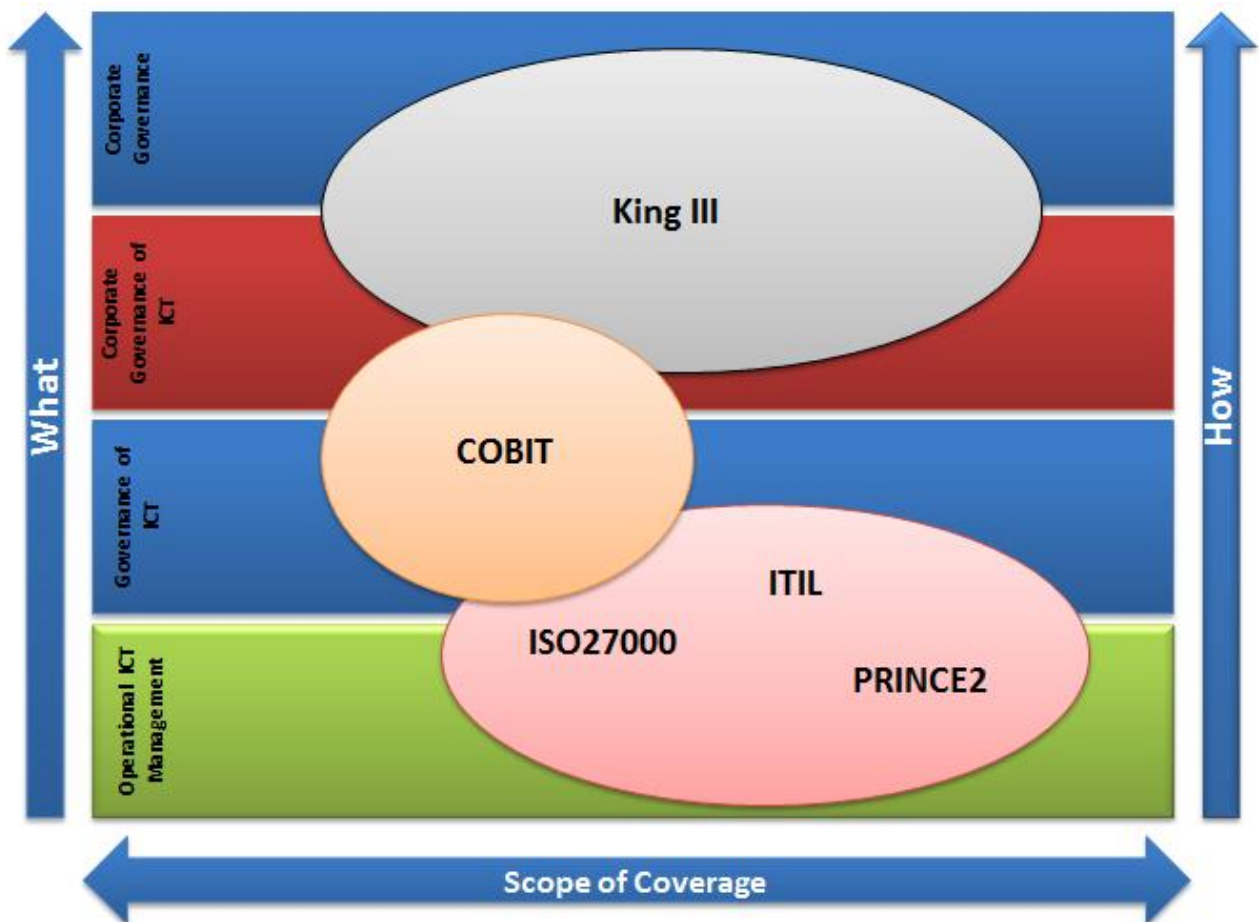 What
Corporate
Governance
King III
How
Corporate
Governance of
ICT
COBIT
Governance of
ICT
ITIL
ISO27000
PRINCE2
Operational ICT
Management
Scope of Coverage